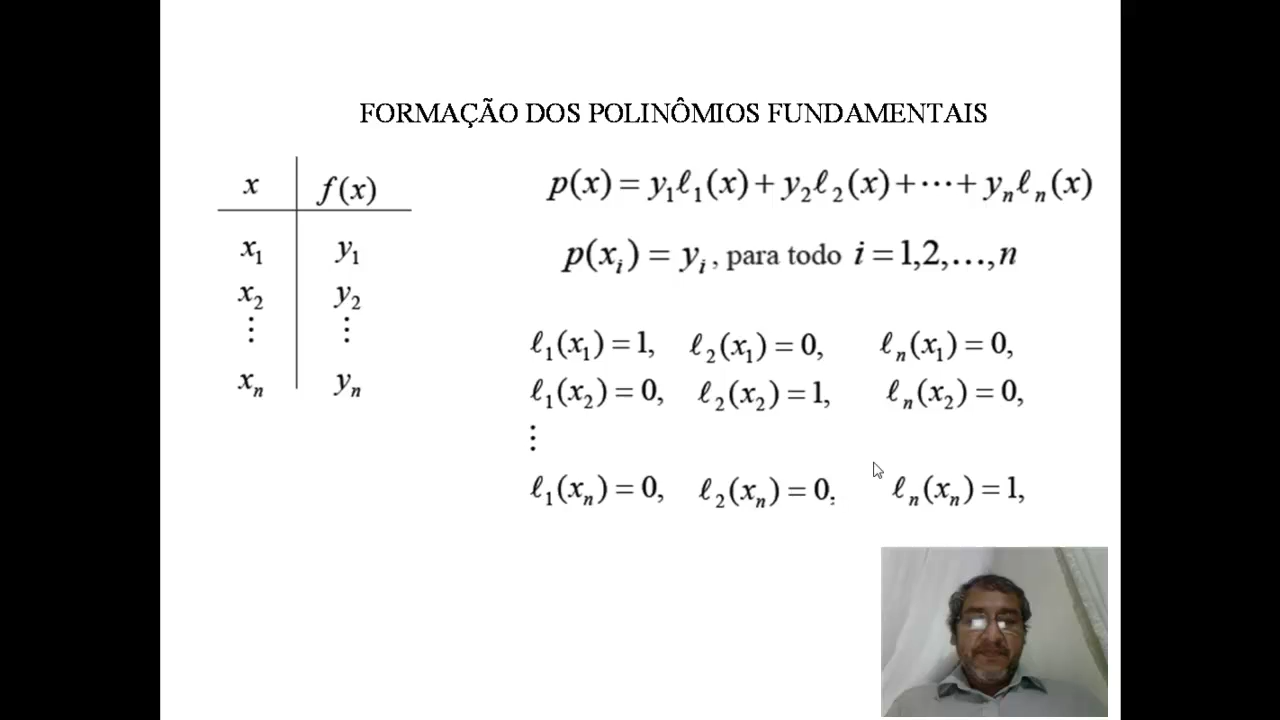 FORMAÇÃO DOS POLINÔMIOS FUNDAMENTAIS
x f(x)
x₁ y₁
x₂ y₂
⋮ ⋮
xₙ yₙ
p(x) = y₁ℓ₁(x) + y₂ℓ₂(x) + ⋯ + yₙℓₙ(x)
p(xᵢ) = yᵢ, para todo i = 1,2,…,n
ℓ₁(x₁) = 1, ℓ₂(x₁) = 0, ℓₙ(x₁) = 0,
ℓ₁(x₂) = 0, ℓ₂(x₂) = 1, ℓₙ(x₂) = 0,
⋮
ℓ₁(xₙ) = 0, ℓ₂(xₙ) = 0, ℓₙ(xₙ) = 1,